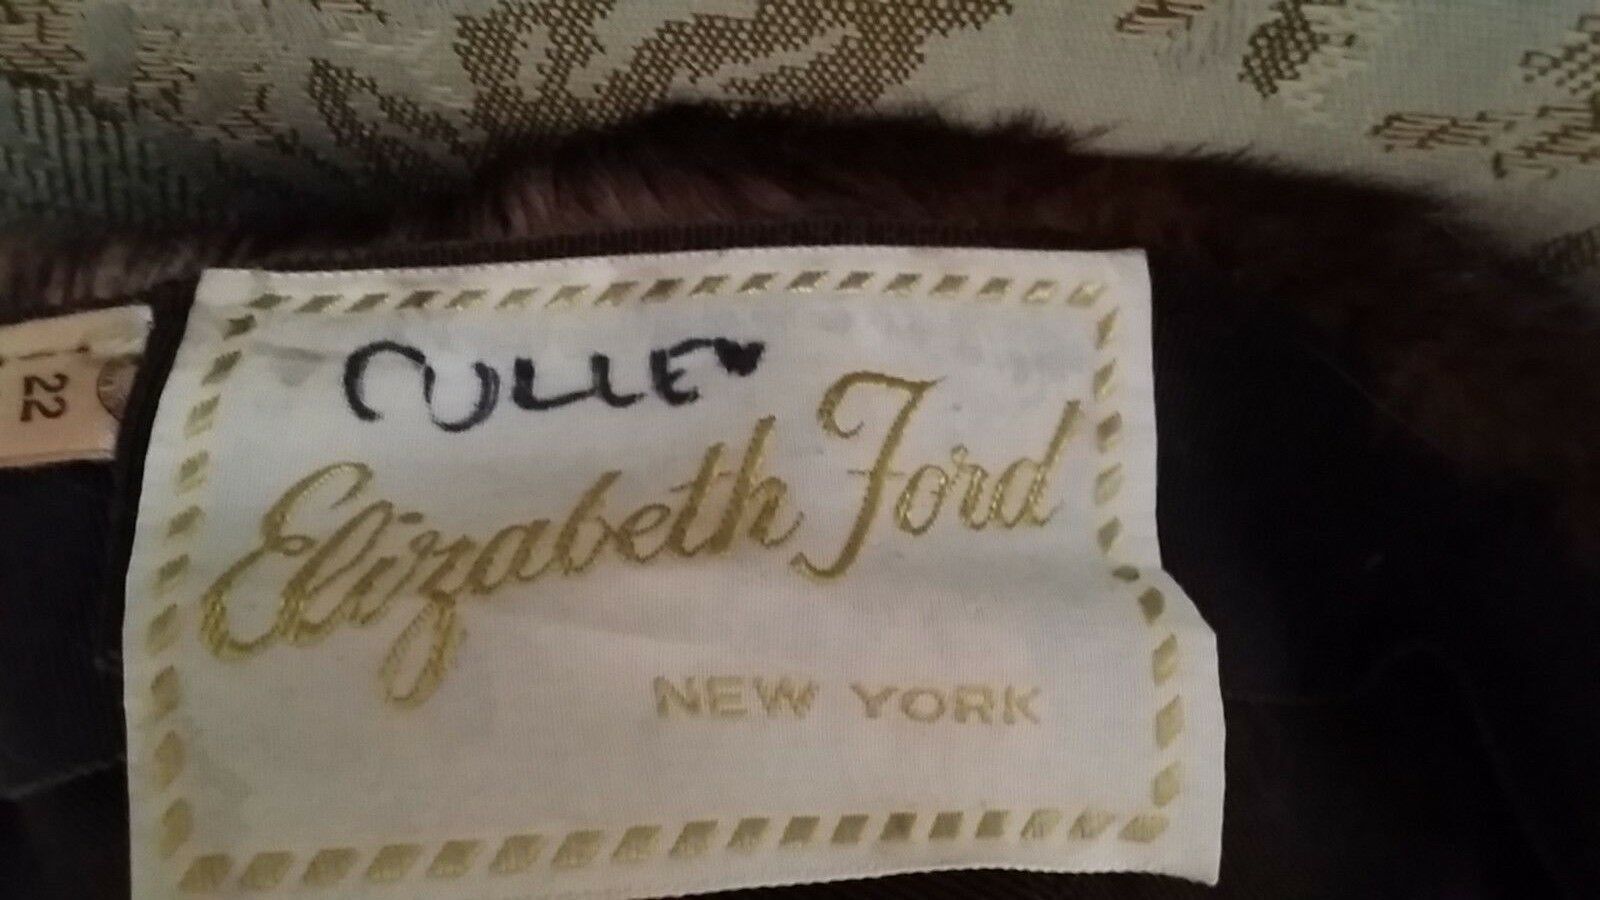 CULLEN
Elizabeth Ford
NEW YORK
22